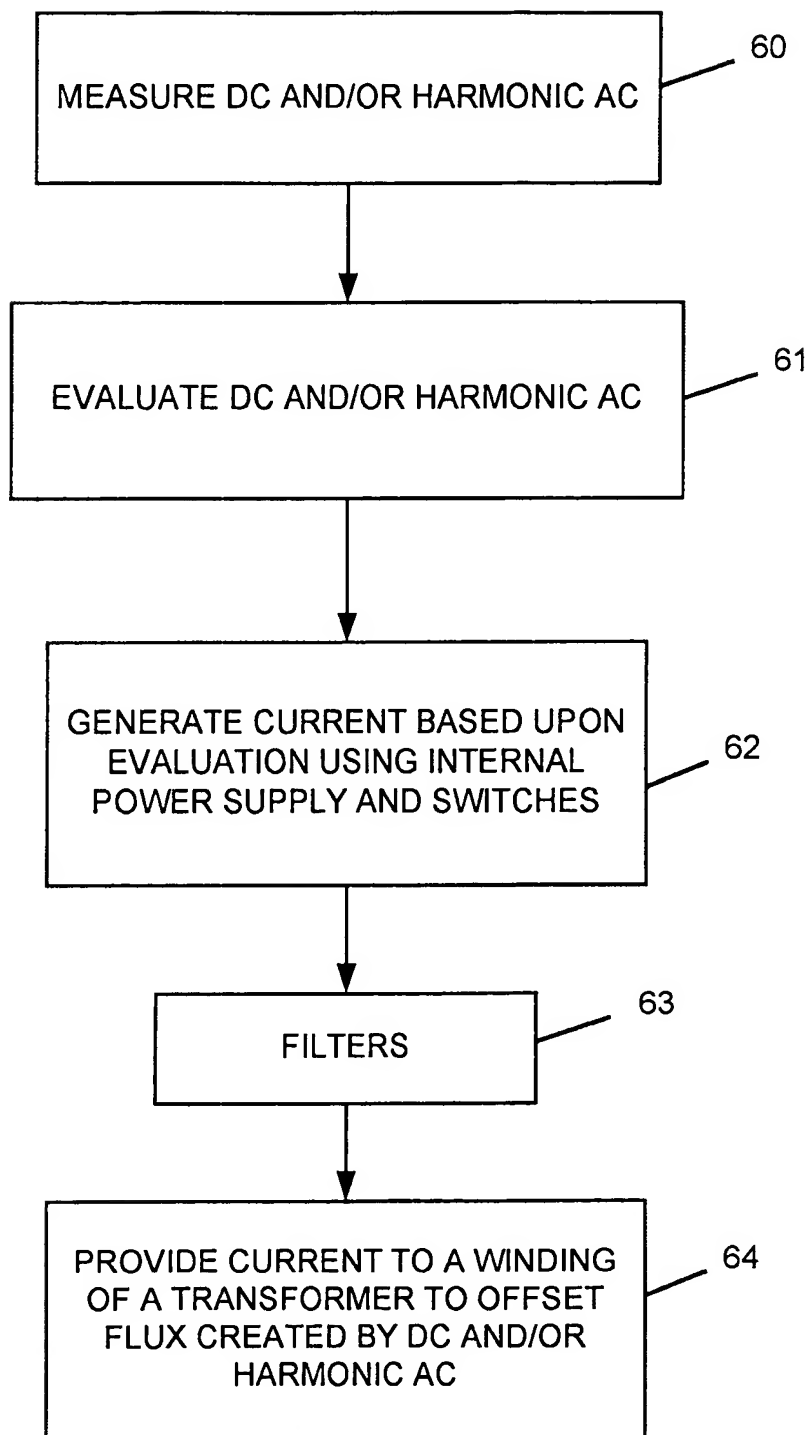 60
MEASURE DC AND/OR HARMONIC AC
61
EVALUATE DC AND/OR HARMONIC AC
GENERATE CURRENT BASED UPON
EVALUATION USING INTERNAL
POWER SUPPLY AND SWITCHES
62
63
FILTERS
PROVIDE CURRENT TO A WINDING
OF A TRANSFORMER TO OFFSET
FLUX CREATED BY DC AND/OR
HARMONIC AC
64